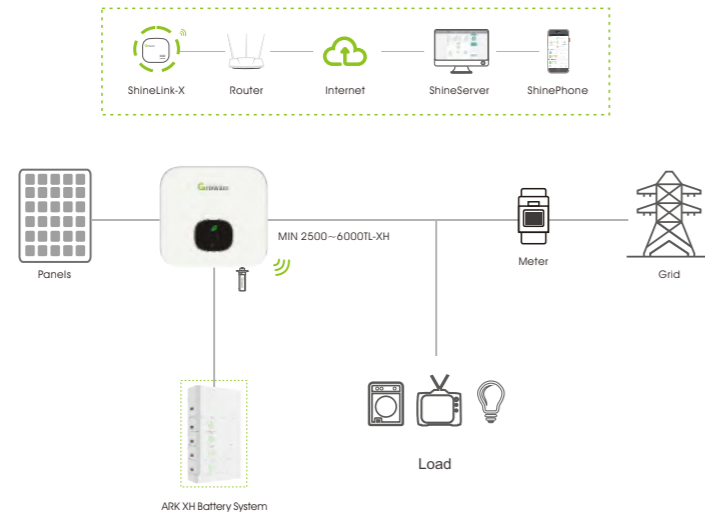 ShineLink-X
Router
Internet
ShineServer
ShinePhone
MIN 2500~6000TL-XH
Panels
Meter
Grid
Load
ARK XH Battery System